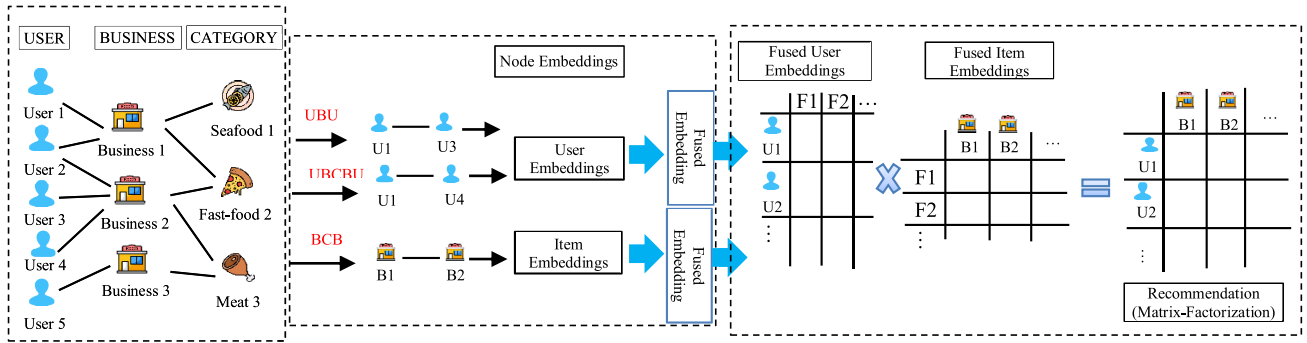 USER
BUSINESS
CATEGORY
User 1
User 2
User 3
User 4
User 5
Business 1
Business 2
Business 3
Seafood 1
Fast-food 2
Meat 3
Node Embeddings
UBU
U1
U3
UBCBU
U1
U4
BCB
B1
B2
User
Embeddings
Item
Embeddings
Fused
Embedding
Fused
Embedding
Fused User
Embeddings
F1
F2
...
U1
U2
...
Fused Item
Embeddings
B1
B2
...
F1
F2
...
B1
B2
...
U1
U2
...
Recommendation
(Matrix-Factorization)